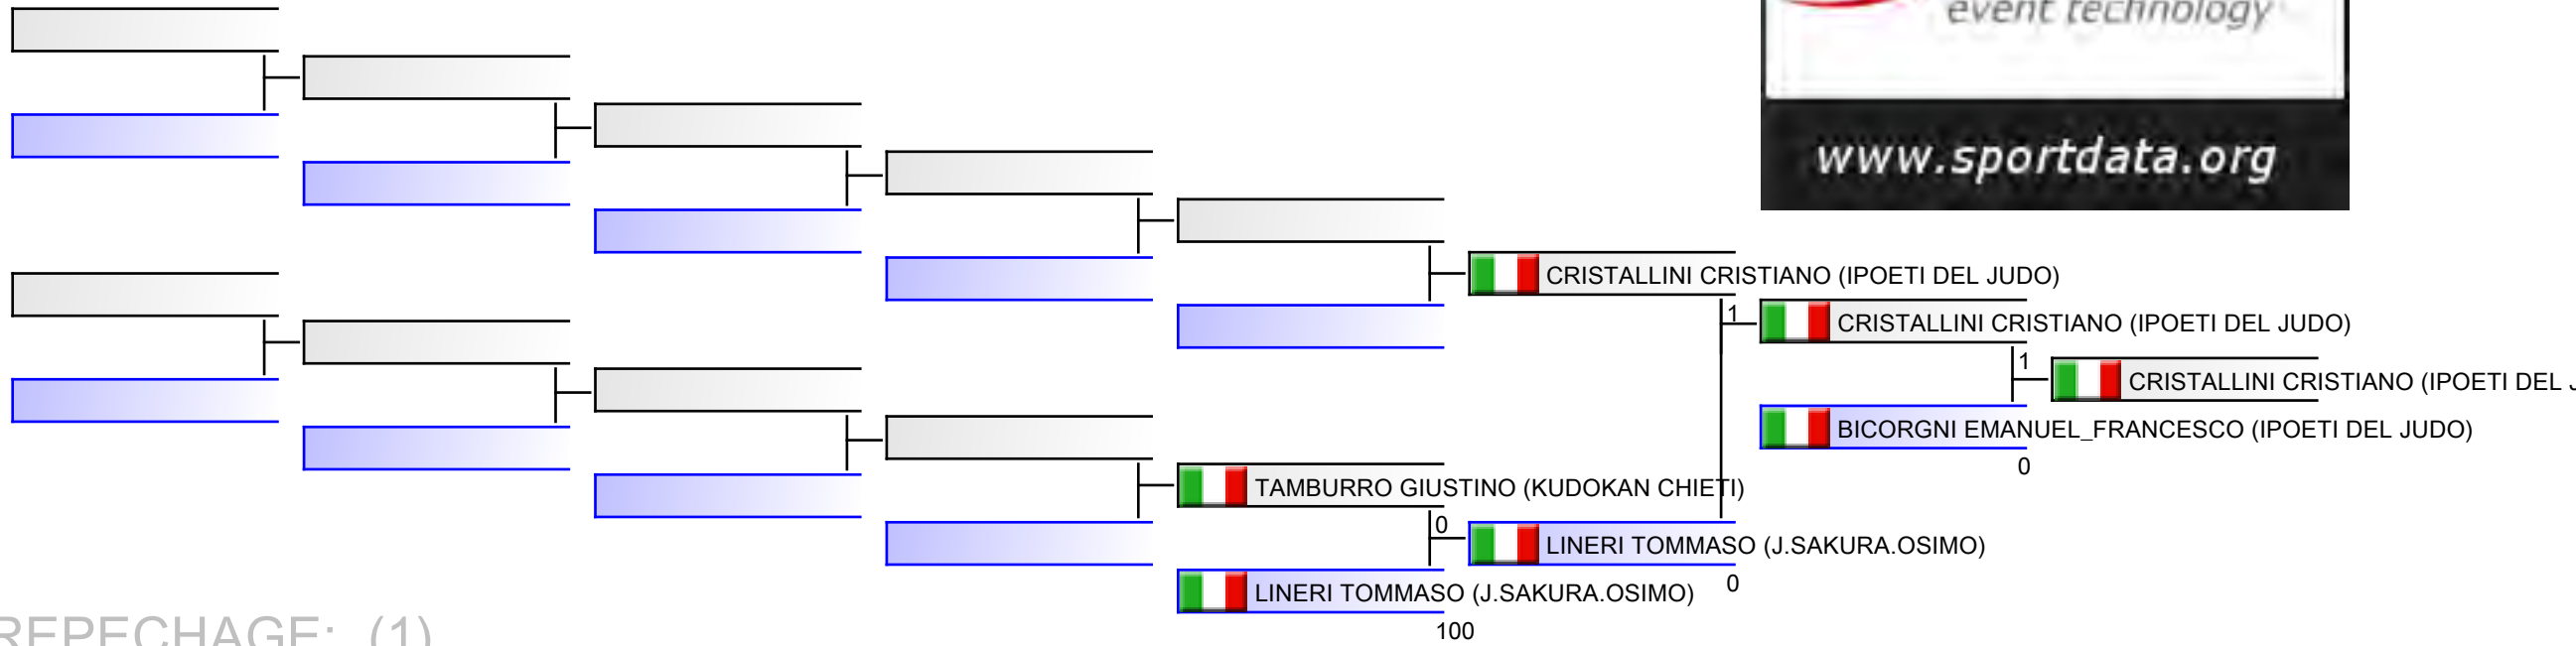 event technology
www.sportdata.org
CRISTALLINI CRISTIANO (IPOETI DEL JUDO)
1
CRISTALLINI CRISTIANO (IPOETI DEL JUDO)
1
CRISTALLINI CRISTIANO (IPOETI DEL J
BICORGNI EMANUEL_FRANCESCO (IPOETI DEL JUDO)
0
TAMBURRO GIUSTINO (KUDOKAN CHIETI)
0
LINERI TOMMASO (J.SAKURA.OSIMO)
0
LINERI TOMMASO (J.SAKURA.OSIMO)
100
REPECHAGE: (1)